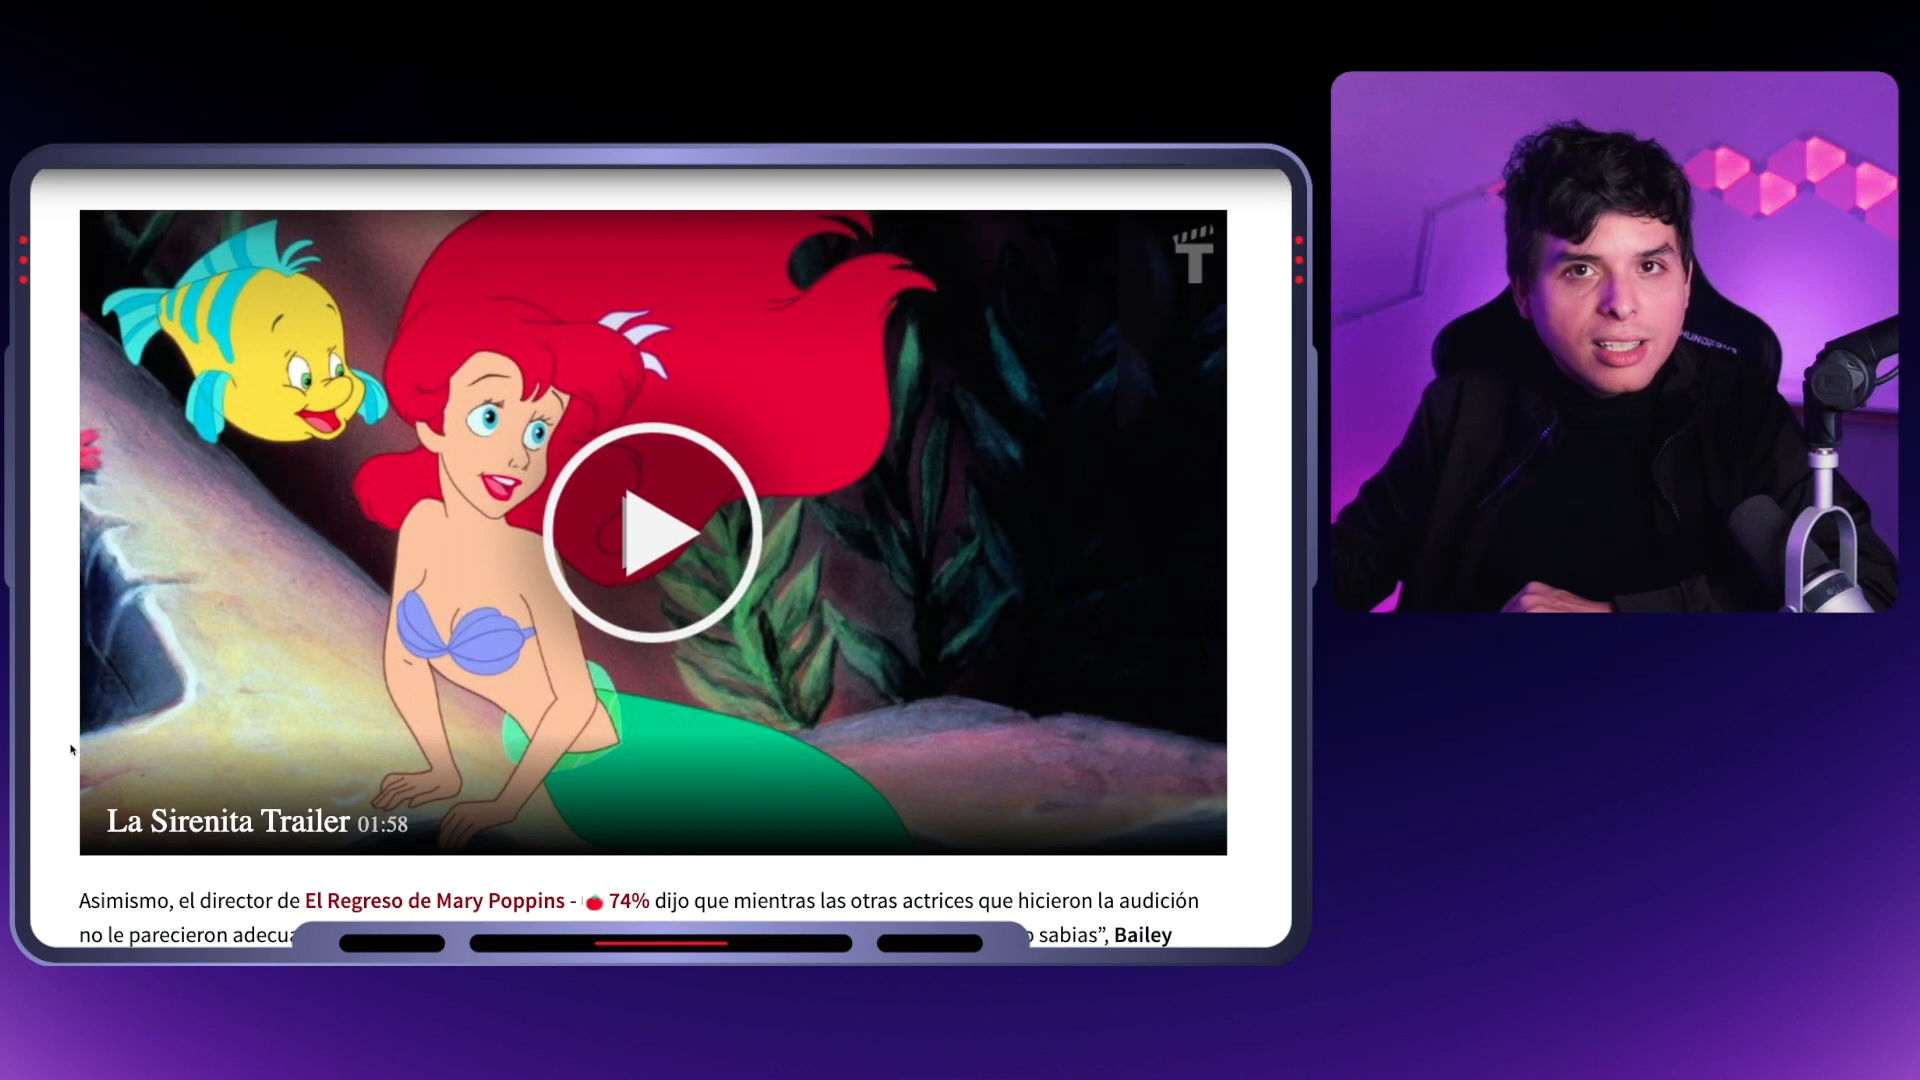 T
La Sirenita Trailer 01:58
Asimismo, el director de El Regreso de Mary Poppins - 74% dijo que mientras las otras actrices que hicieron la audición
no le parecieron sabias”, Bailey